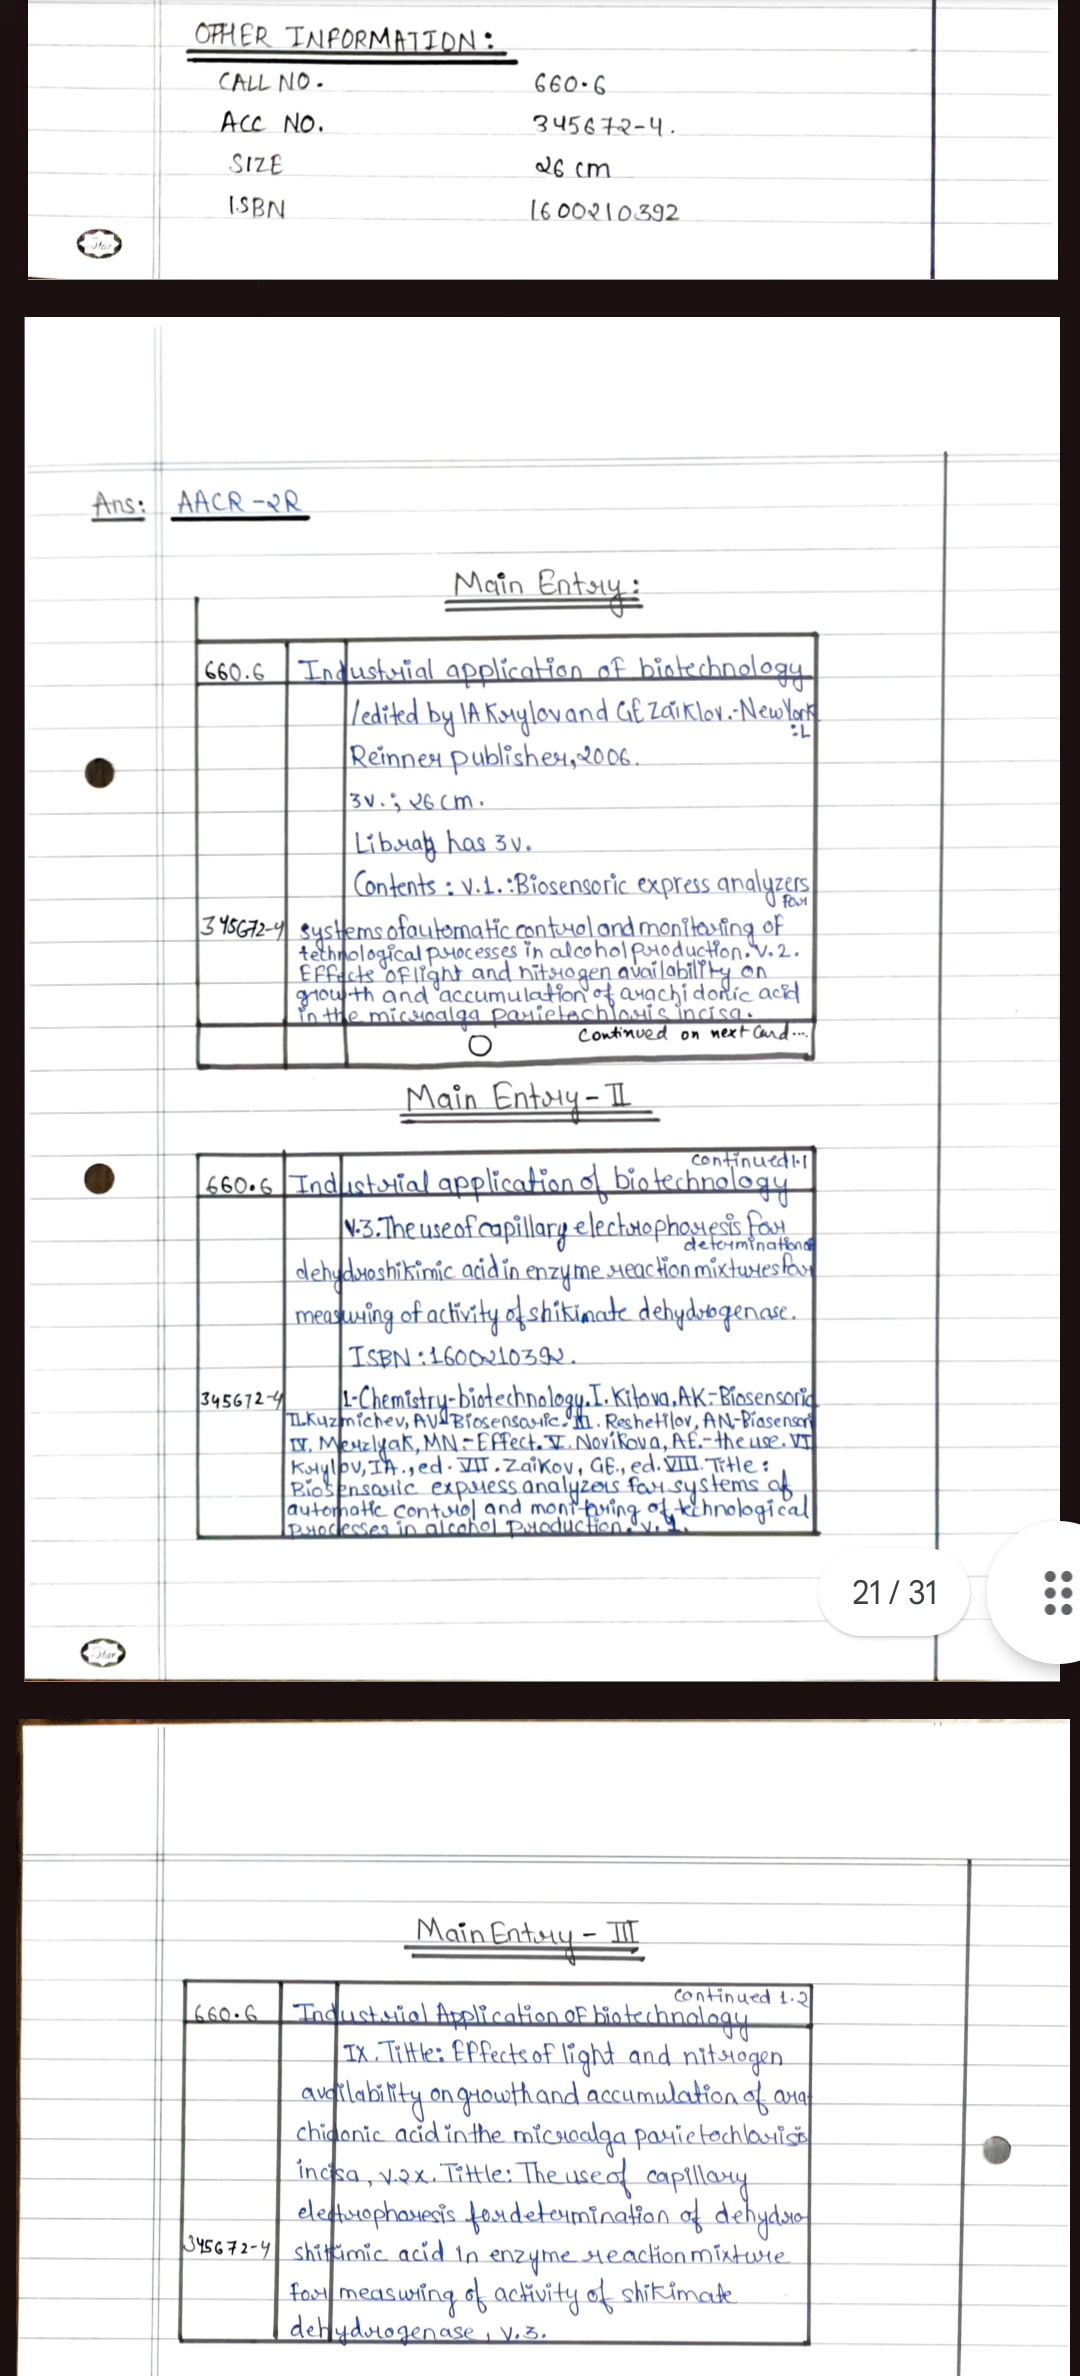 OTHER INFORMATION:
CALL NO. 660.6
ACC NO. 345672-4.
SIZE 26 cm
ISBN 1600210392
Star
Ans: AACR-2R
Main Entry:
660.6 Industrial application of biotechnology
/edited by IA Krylov and GE Zaiklov.-New York
:L
Reinner publisher, 2006.
3v.; 26 cm.
Library has 3v.
Contents : v.1.:Biosensoric express analyzers
for
345672-4 systems of automatic control and monitoring of
technological processes in alcohol production. v.2.
Effects of light and nitrogen availability on
growth and accumulation of arachidonic acid
in the microalga parietochloris incisa.
Continued on next Card...
Main Entry-II
continued 1.1
660.6 Industrial application of biotechnology
V.3. The use of capillary electrophoresis for
determination of
dehydroshikimic acid in enzyme reaction mixtures for
measuring of activity of shikimate dehydrogenase.
ISBN : 1600210392.
345672-4 1-Chemistry-biotechnology. I. Kitova, AK-Biosensoric
II. Kuzmichev, AV-Biosensoric. III. Reshetilov, AN-Biosensori
IV. Merzlyak, MN-Effect. V. Novikova, AE.-the use. VI
Krylov, IA., ed. VII. Zaikov, GE., ed. VIII. Title:
Biosensoric express analyzers for systems of
automatic control and monitoring of technological
processes in alcohol production. v.1.
21 / 31
Star
Main Entry - III
continued 1.2
660.6 Industrial Application Of biotechnology
IX. Tittle: Effects of light and nitrogen
availability on growth and accumulation of ara
chidonic acid in the microalga parietochlorisis
incisa, v.2 X. Tittle: The use of capillary
electrophoresis for determination of dehydro
345672-4 shikimic acid in enzyme reaction mixture
for measuring of activity of shikimate
dehydrogenase, v.3.